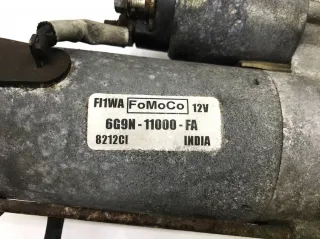 FI1WA FoMoCo 12V
6G9N-11000-FA
8212CI INDIA